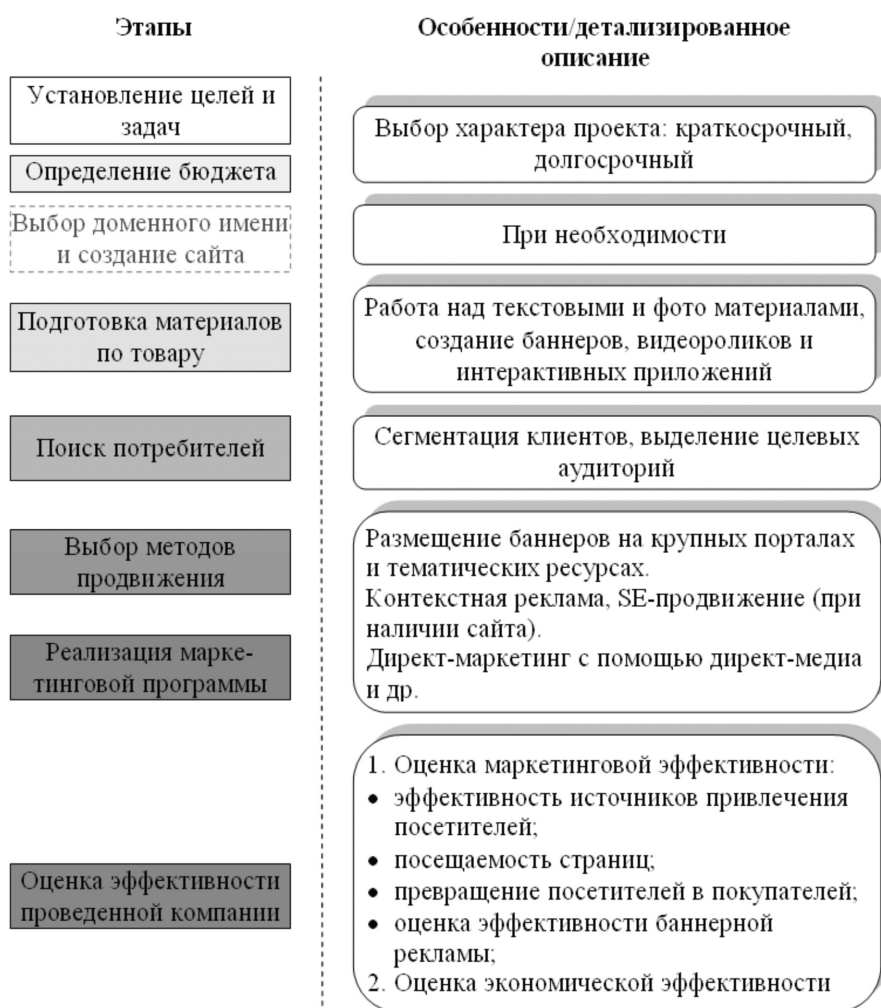 Этапы
Особенности/детализированное
описание
Установление целей и
задач
Выбор характера проекта: краткосрочный,
долгосрочный
Определение бюджета
Выбор доменного имени
и создание сайта
При необходимости
Подготовка материалов
по товару
Работа над текстовыми и фото материалами,
создание баннеров, видеороликов и
интерактивных приложений
Поиск потребителей
Сегментация клиентов, выделение целевых
аудиторий
Выбор методов
продвижения
Размещение баннеров на крупных порталах
и тематических ресурсах.
Контекстная реклама, SE-продвижение (при
наличии сайта).
Директ-маркетинг с помощью директ-медиа
и др.
Реализация марке-
тинговой программы
Оценка эффективности
проведенной компании
1. Оценка маркетинговой эффективности:
• эффективность источников привлечения
посетителей;
• посещаемость страниц;
• превращение посетителей в покупателей;
• оценка эффективности баннерной
рекламы;
2. Оценка экономической эффективности